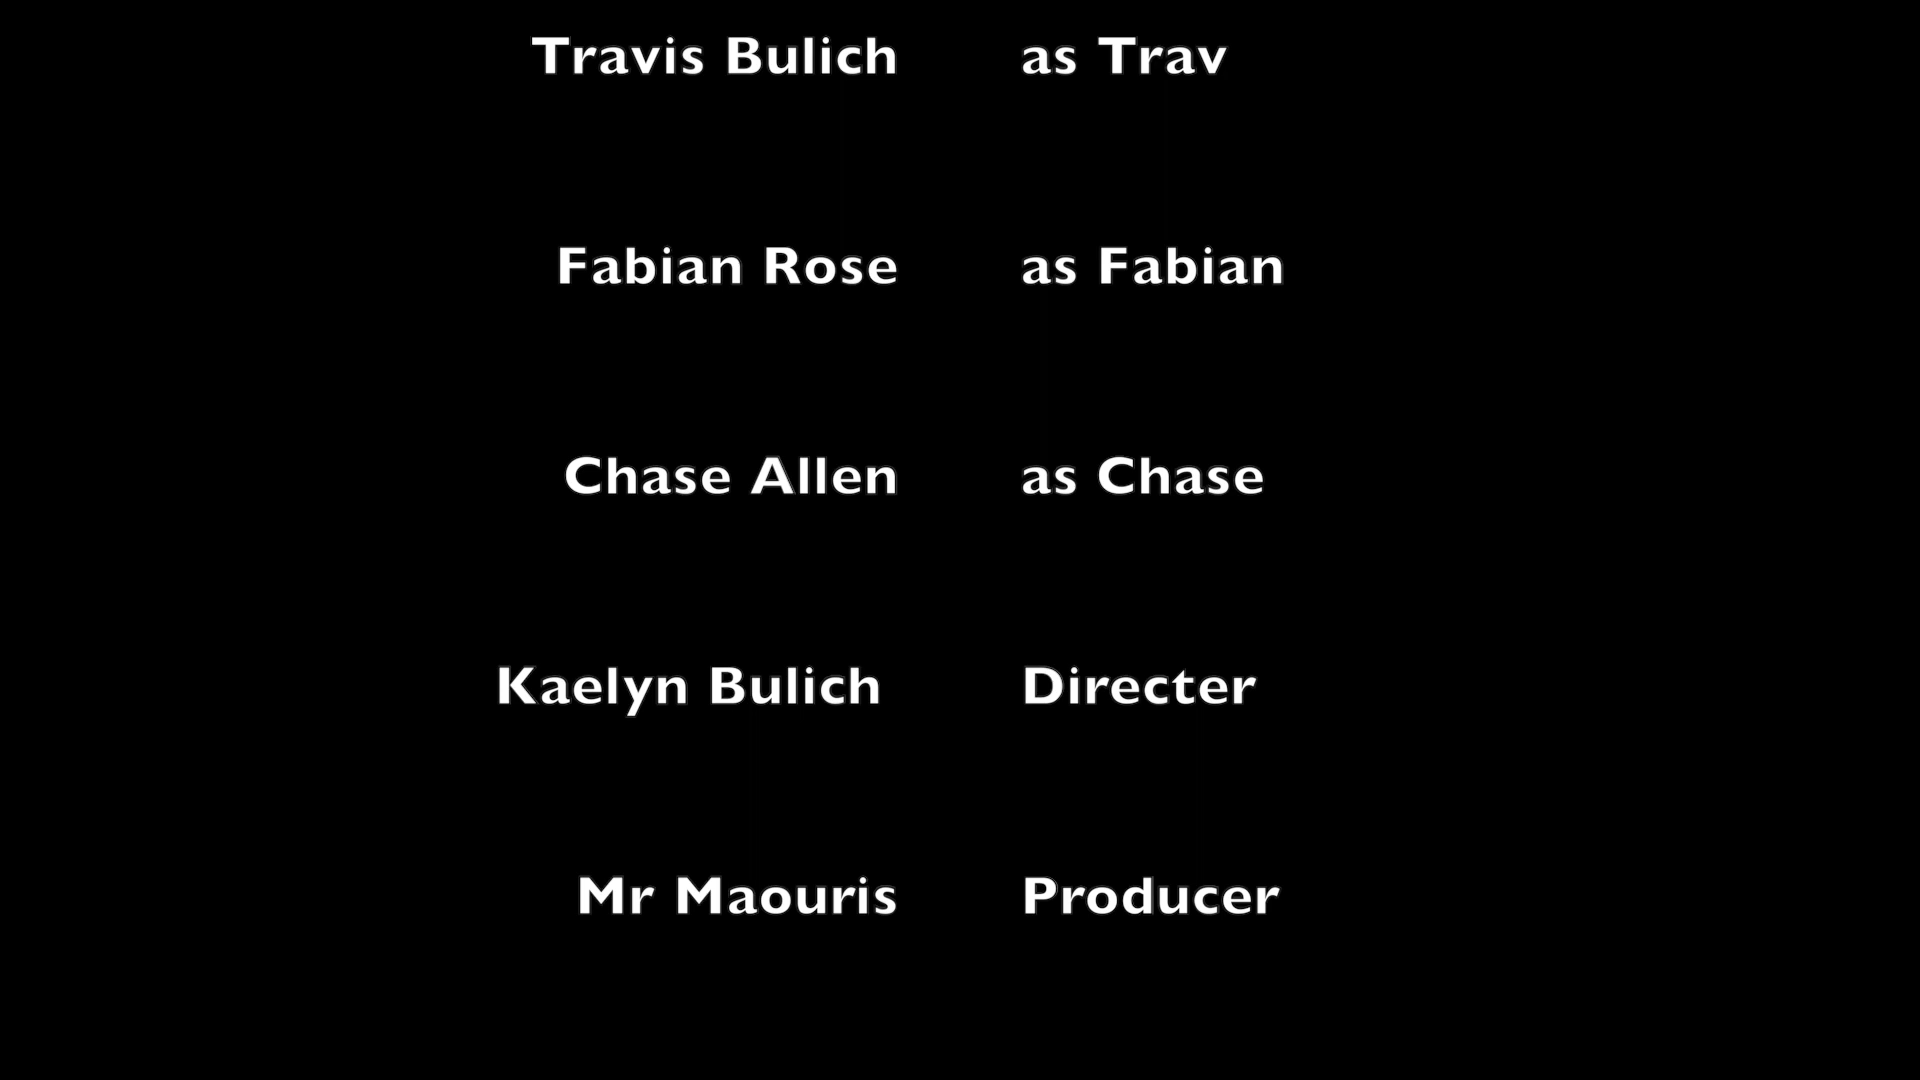 Travis Bulich as Trav
Fabian Rose as Fabian
Chase Allen as Chase
Kaelyn Bulich Directer
Mr Maouris Producer